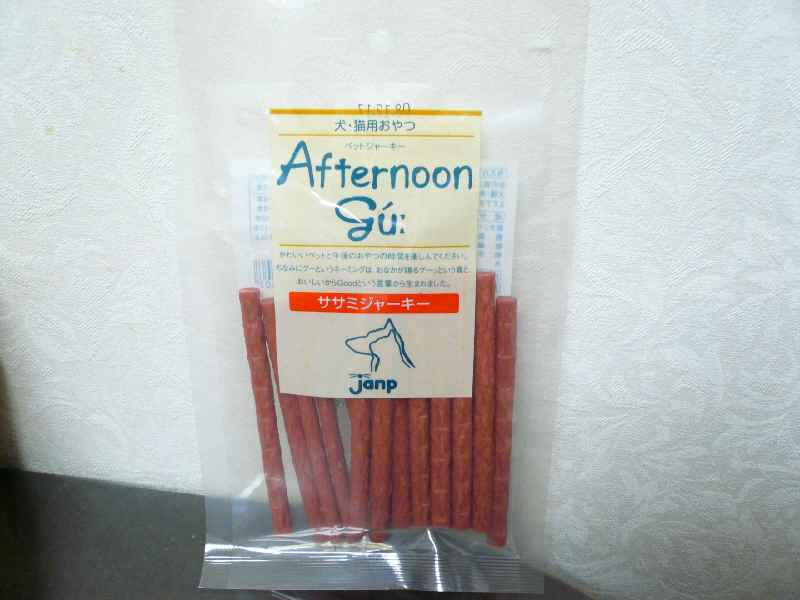 犬・猫用おやつ
ペットジャーキー
Afternoon
Gú:
かわいいペットと午後のおやつの時間を楽しんでください。
ちなみにグーというネーミングは、おなかが鳴るグーッという音と、
おいしいからGoodという言葉から生まれました。
ササミジャーキー
janp